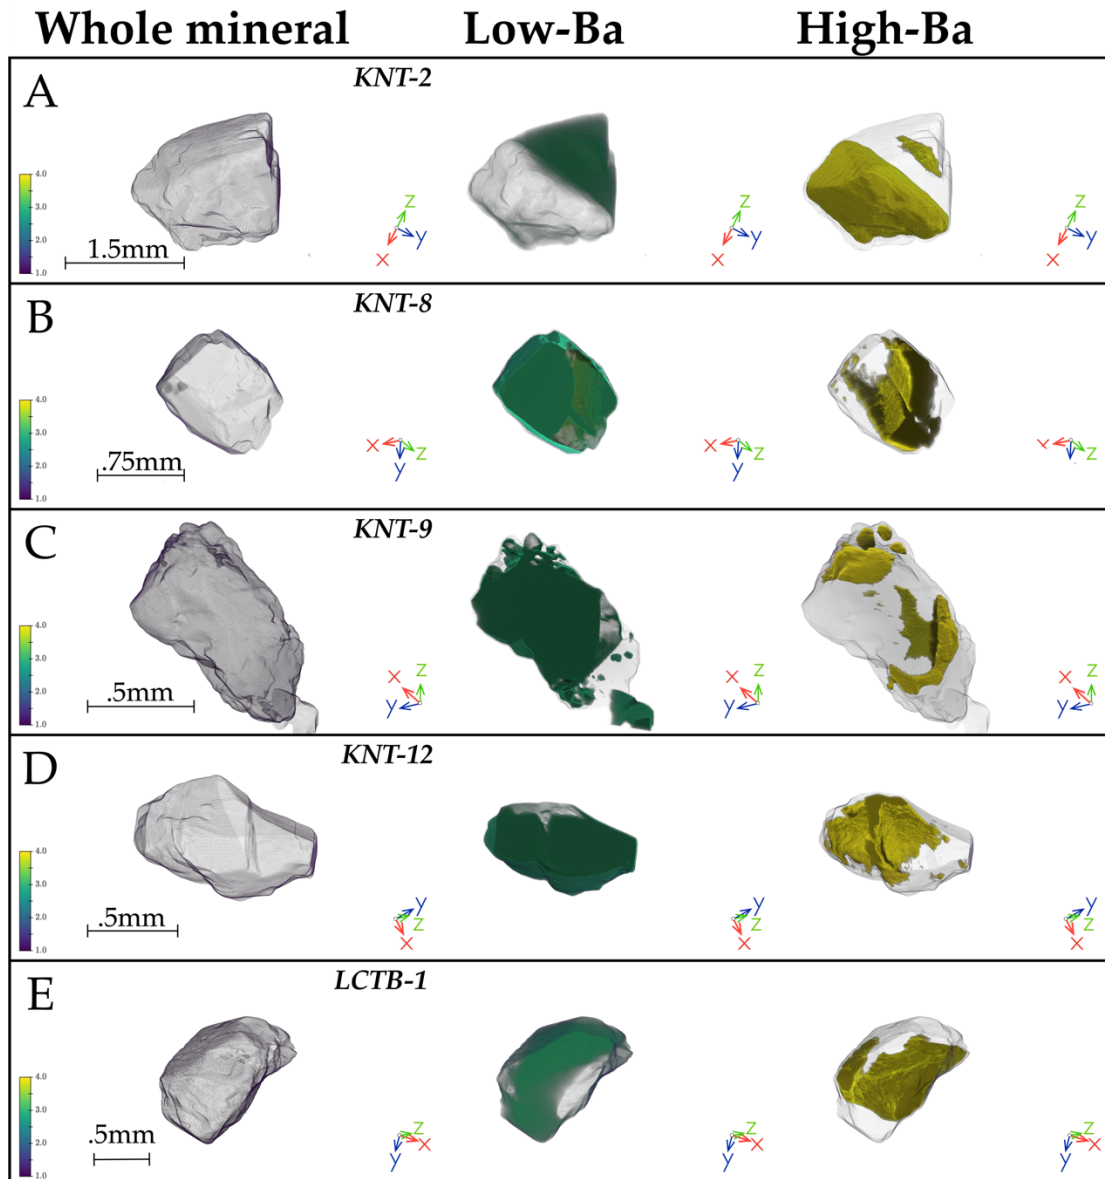 Whole mineral Low-Ba High-Ba
A KNT-2
4.0
3.0
2.0
1.0
1.5mm
Z Y X
Z Y X
Z Y X
B KNT-8
4.0
3.0
2.0
1.0
.75mm
X Z Y
X Z Y
Y
C KNT-9
4.0
3.0
2.0
1.0
.5mm
X Z Y
X Z Y
X Z Y
D KNT-12
4.0
3.0
2.0
1.0
.5mm
Y Z X
Y Z X
Y Z X
E LCTB-1
4.0
3.0
2.0
1.0
.5mm
Z X Y
Z X Y
Z X Y